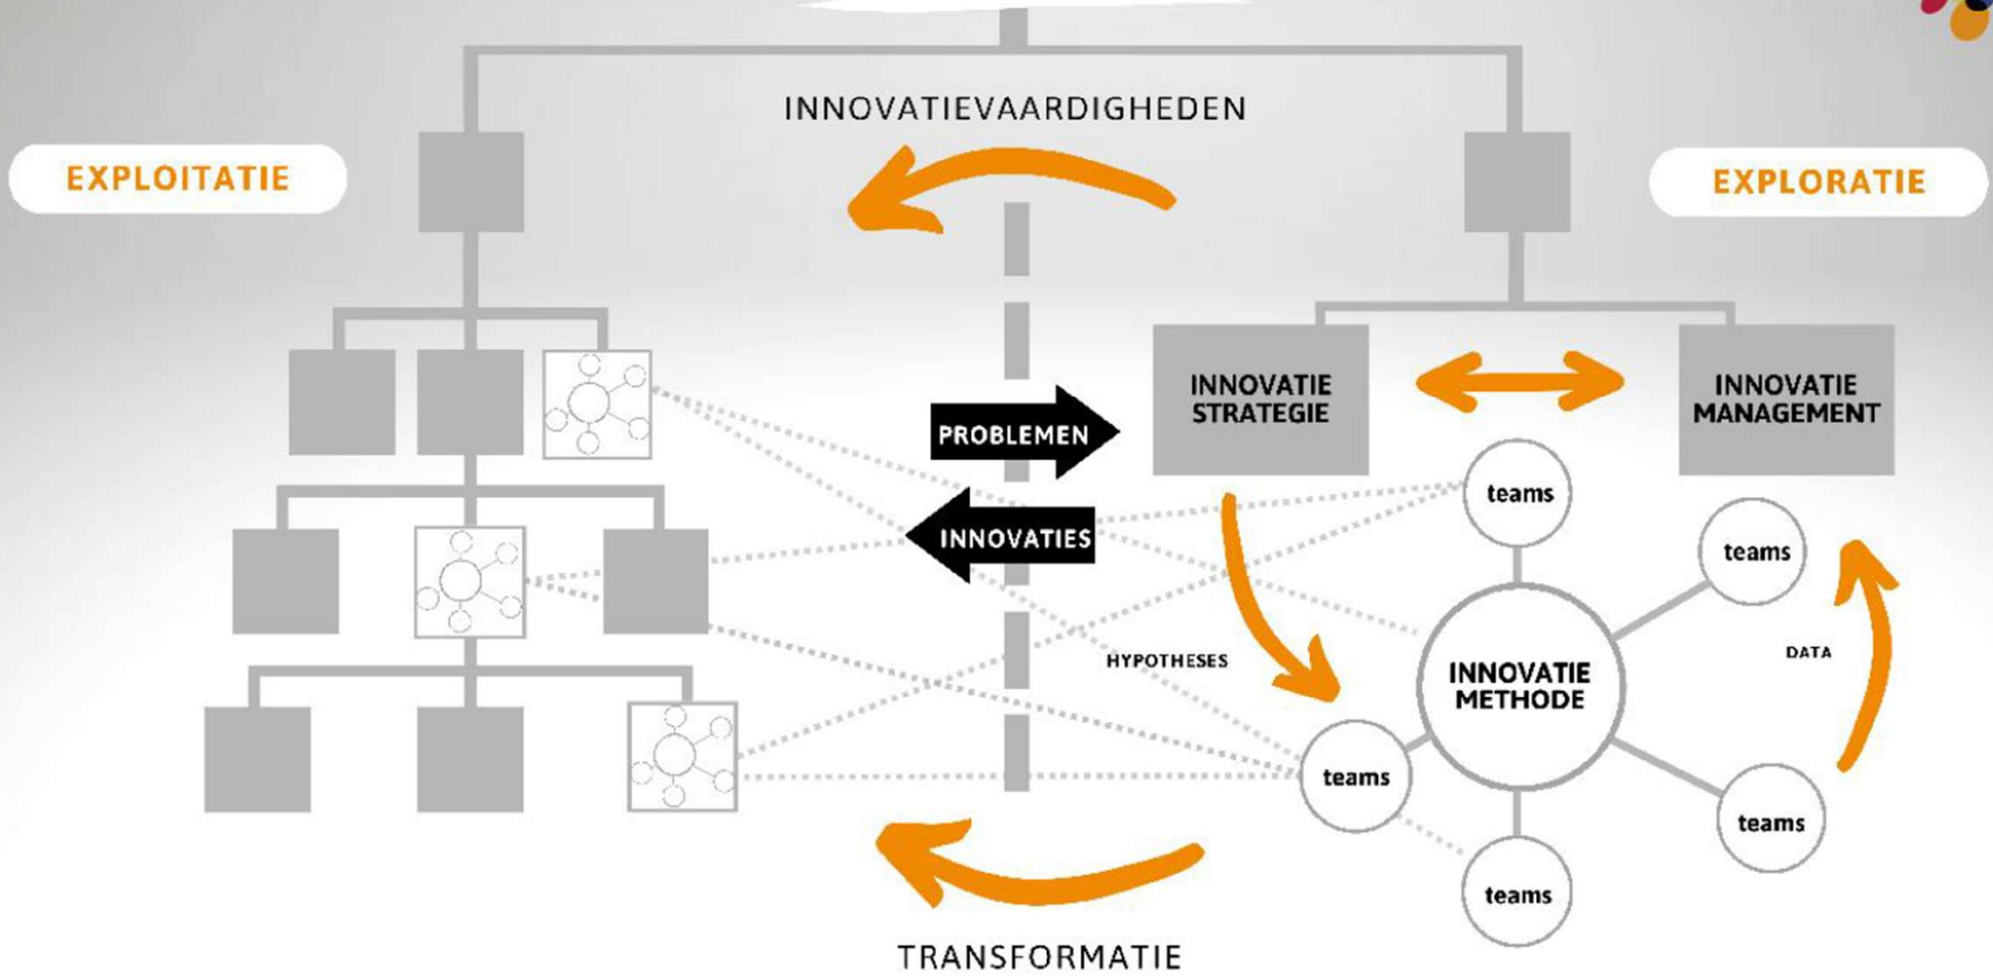 INNOVATIEVAARDIGHEDEN
EXPLOITATIE
EXPLORATIE
PROBLEMEN
INNOVATIE
STRATEGIE
INNOVATIE
MANAGEMENT
INNOVATIES
teams
teams
HYPOTHESES
INNOVATIE
METHODE
DATA
teams
teams
teams
TRANSFORMATIE